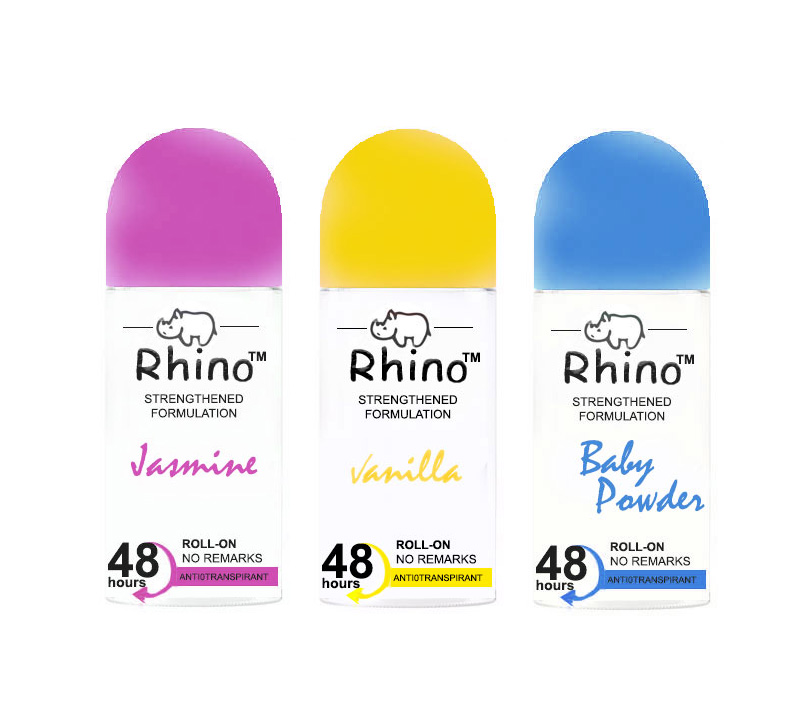 Rhino™
STRENGTHENED
FORMULATION
Jasmine
48
hours
ROLL-ON
NO REMARKS
ANTI0TRANSPIRANT
Rhino™
STRENGTHENED
FORMULATION
Vanilla
48
hours
ROLL-ON
NO REMARKS
ANTI0TRANSPIRANT
Rhino™
STRENGTHENED
FORMULATION
Baby
Powder
48
hours
ROLL-ON
NO REMARKS
ANTI0TRANSPIRANT